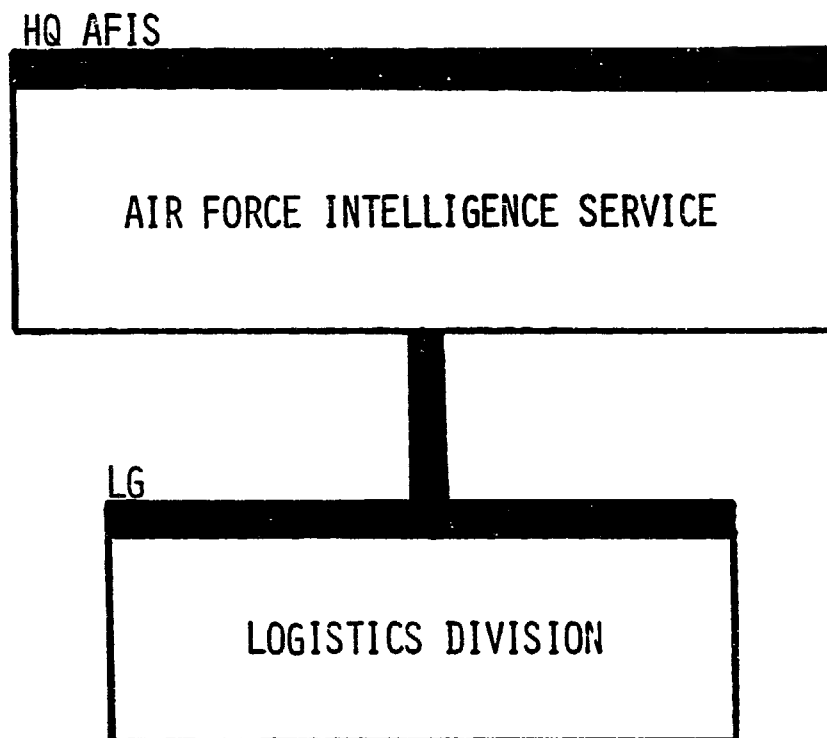 HQ AFIS
AIR FORCE INTELLIGENCE SERVICE
LG
LOGISTICS DIVISION